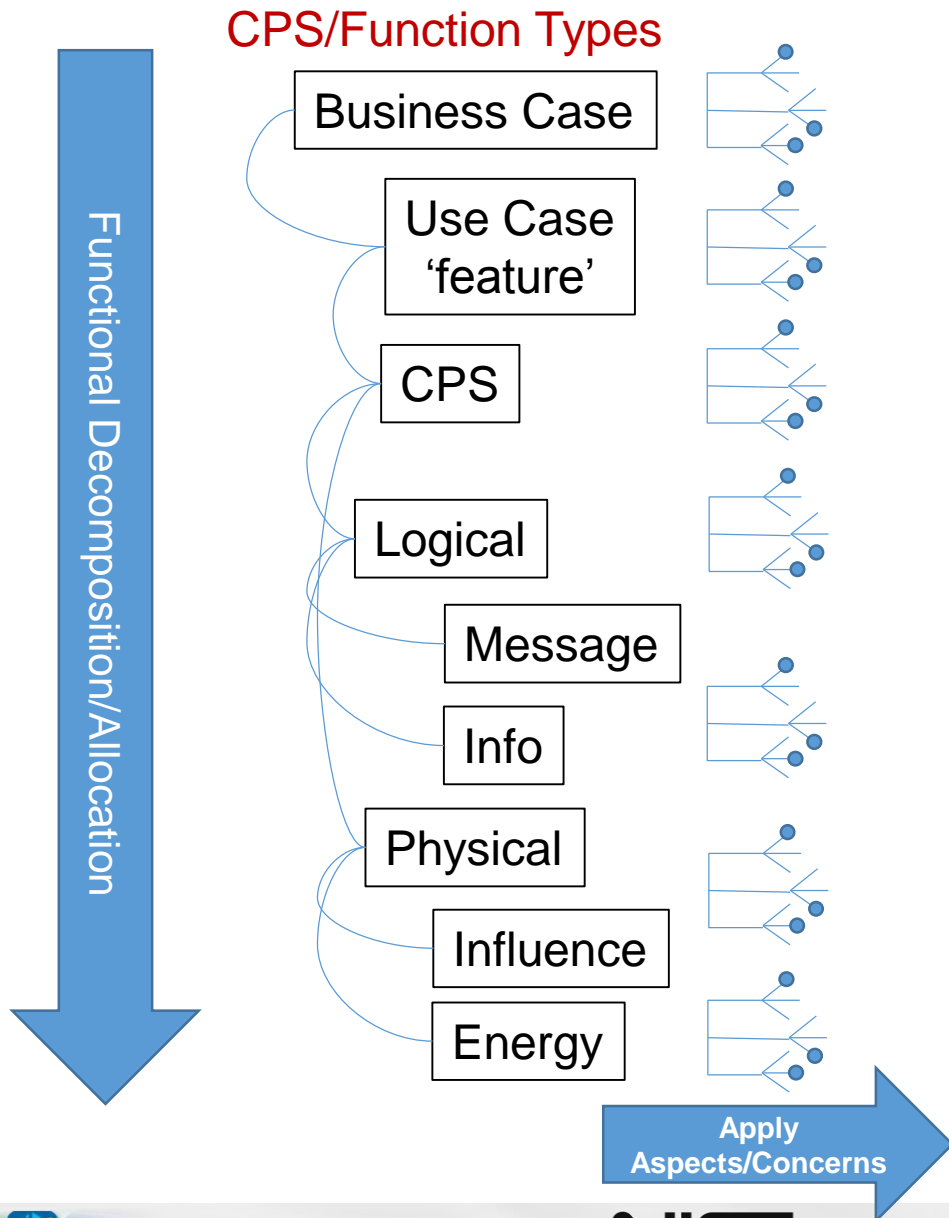 CPS/Function Types
Business Case
Use Case
‘feature’
CPS
Logical
Message
Info
Physical
Influence
Energy
Functional Decomposition/Allocation
Apply
Aspects/Concerns